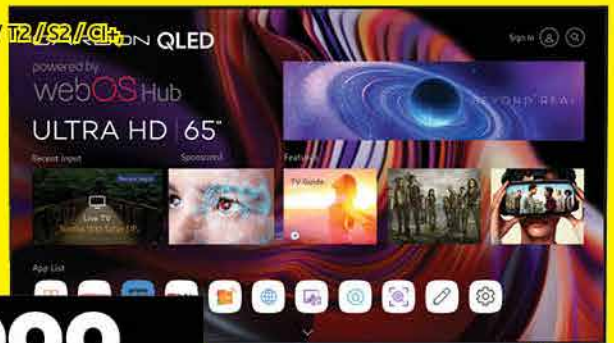 T2 / S2 / CI+
QLED
Sign In
powered by
webOS Hub
BEYOND REAL
ULTRA HD 65"
Recent Input
Sponsored
Features
TV Guide
Live TV
App List